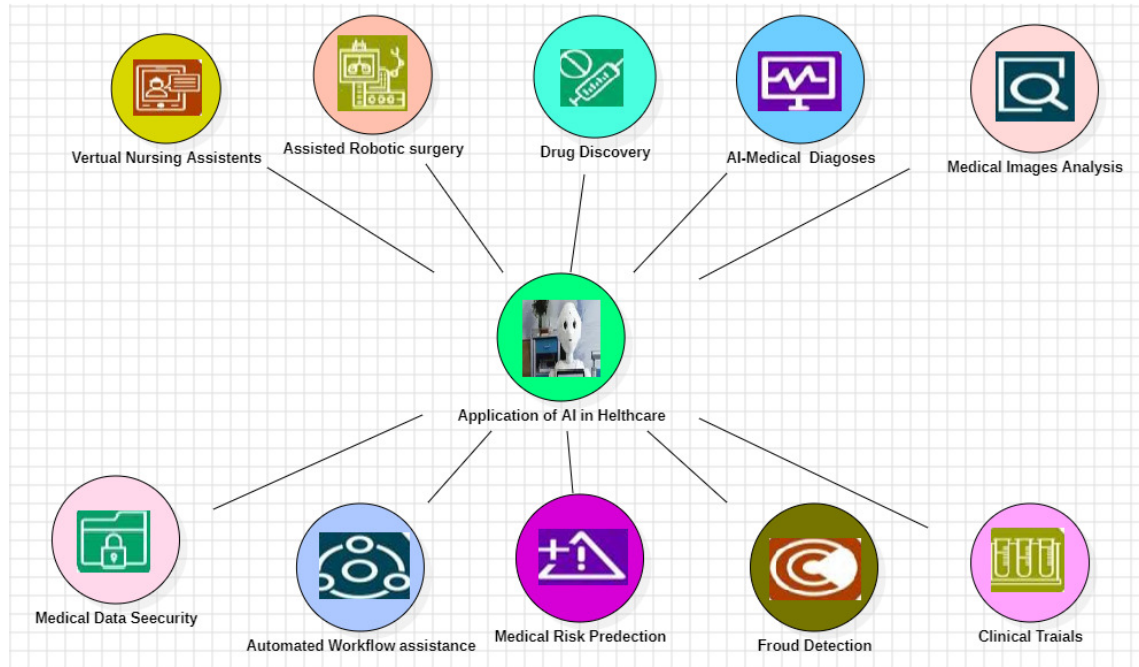 Vertual Nursing Assistents
Assisted Robotic surgery
Drug Discovery
AI-Medical Diagoses
Medical Images Analysis
Application of AI in Helthcare
Medical Data Seecurity
Automated Workflow assistance
Medical Risk Predection
Froud Detection
Clinical Traials